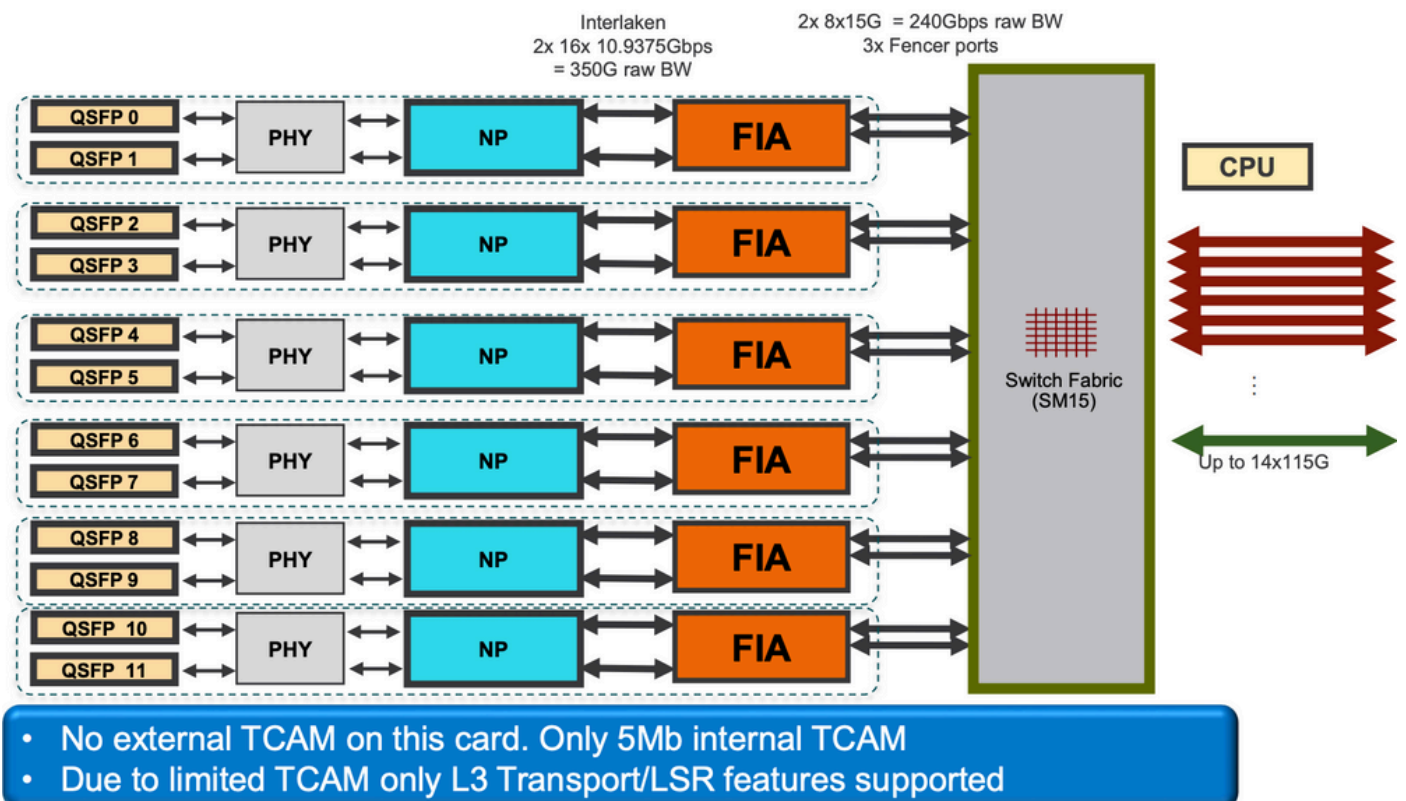 Interlaken
2x 16x 10.9375Gbps
= 350G raw BW
2x 8x15G = 240Gbps raw BW
3x Fencer ports
QSFP 0
QSFP 1
PHY
NP
FIA
CPU
QSFP 2
QSFP 3
PHY
NP
FIA
QSFP 4
QSFP 5
PHY
NP
FIA
Switch Fabric
(SM15)
⋮
QSFP 6
QSFP 7
PHY
NP
FIA
Up to 14x115G
QSFP 8
QSFP 9
PHY
NP
FIA
QSFP 10
QSFP 11
PHY
NP
FIA
• No external TCAM on this card. Only 5Mb internal TCAM
• Due to limited TCAM only L3 Transport/LSR features supported